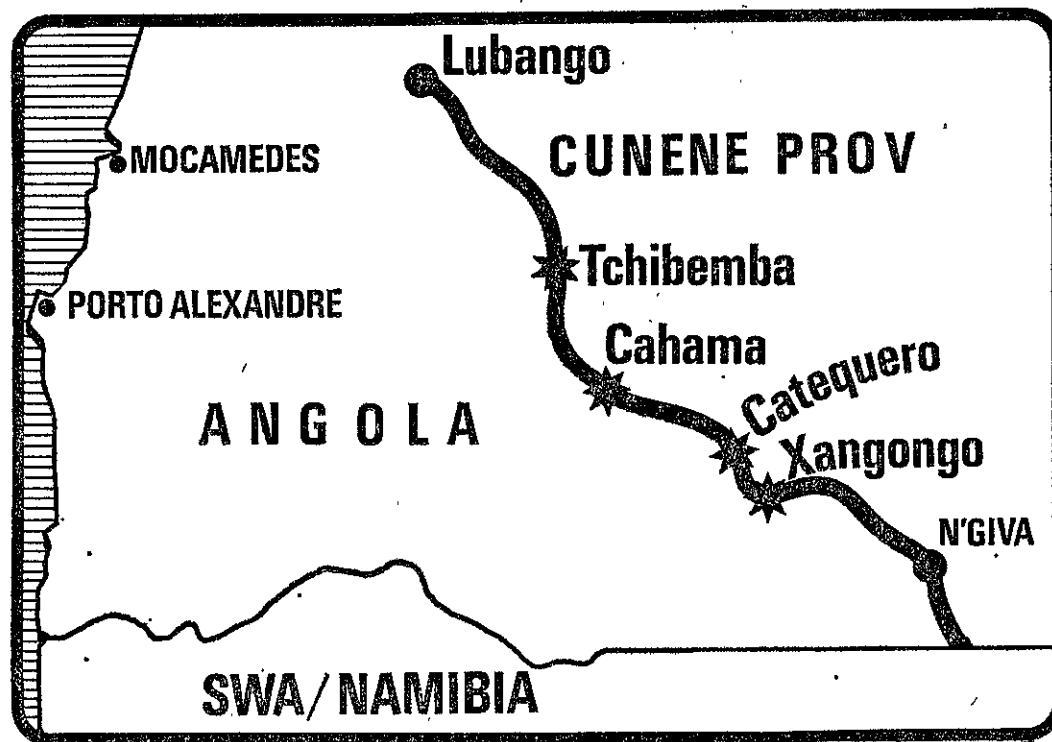 Lubango
MOCAMEDES
CUNENE PROV
Tchibemba
PORTO ALEXANDRE
Cahama
Catequero
ANGOLA
Xangongo
N'GIVA
SWA/NAMIBIA